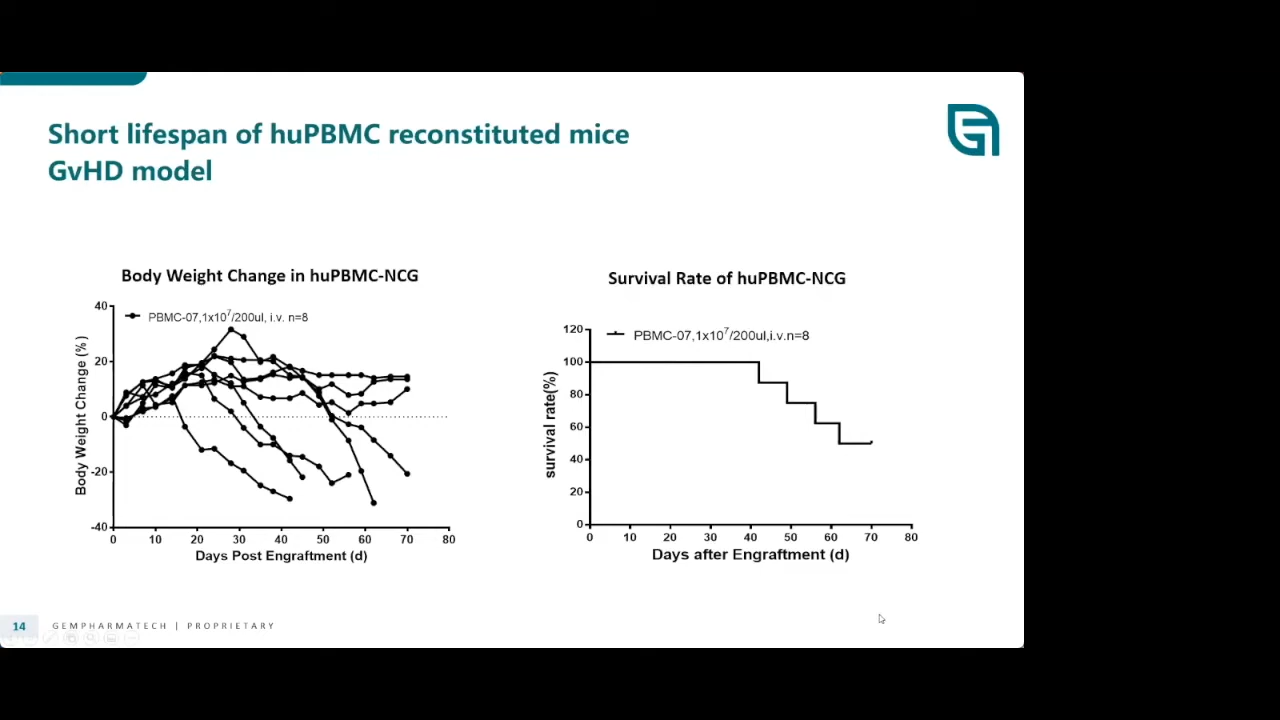 Short lifespan of huPBMC reconstituted mice
GvHD model
Body Weight Change in huPBMC-NCG
PBMC-07,1x10⁷/200ul, i.v. n=8
Body Weight Change (%)
40
20
0
-20
-40
0 10 20 30 40 50 60 70 80
Days Post Engraftment (d)
Survival Rate of huPBMC-NCG
PBMC-07,1x10⁷/200ul,i.v.n=8
survival rate(%)
120
100
80
60
40
20
0
0 10 20 30 40 50 60 70 80
Days after Engraftment (d)
14 GEMPHARMATECH | PROPRIETARY